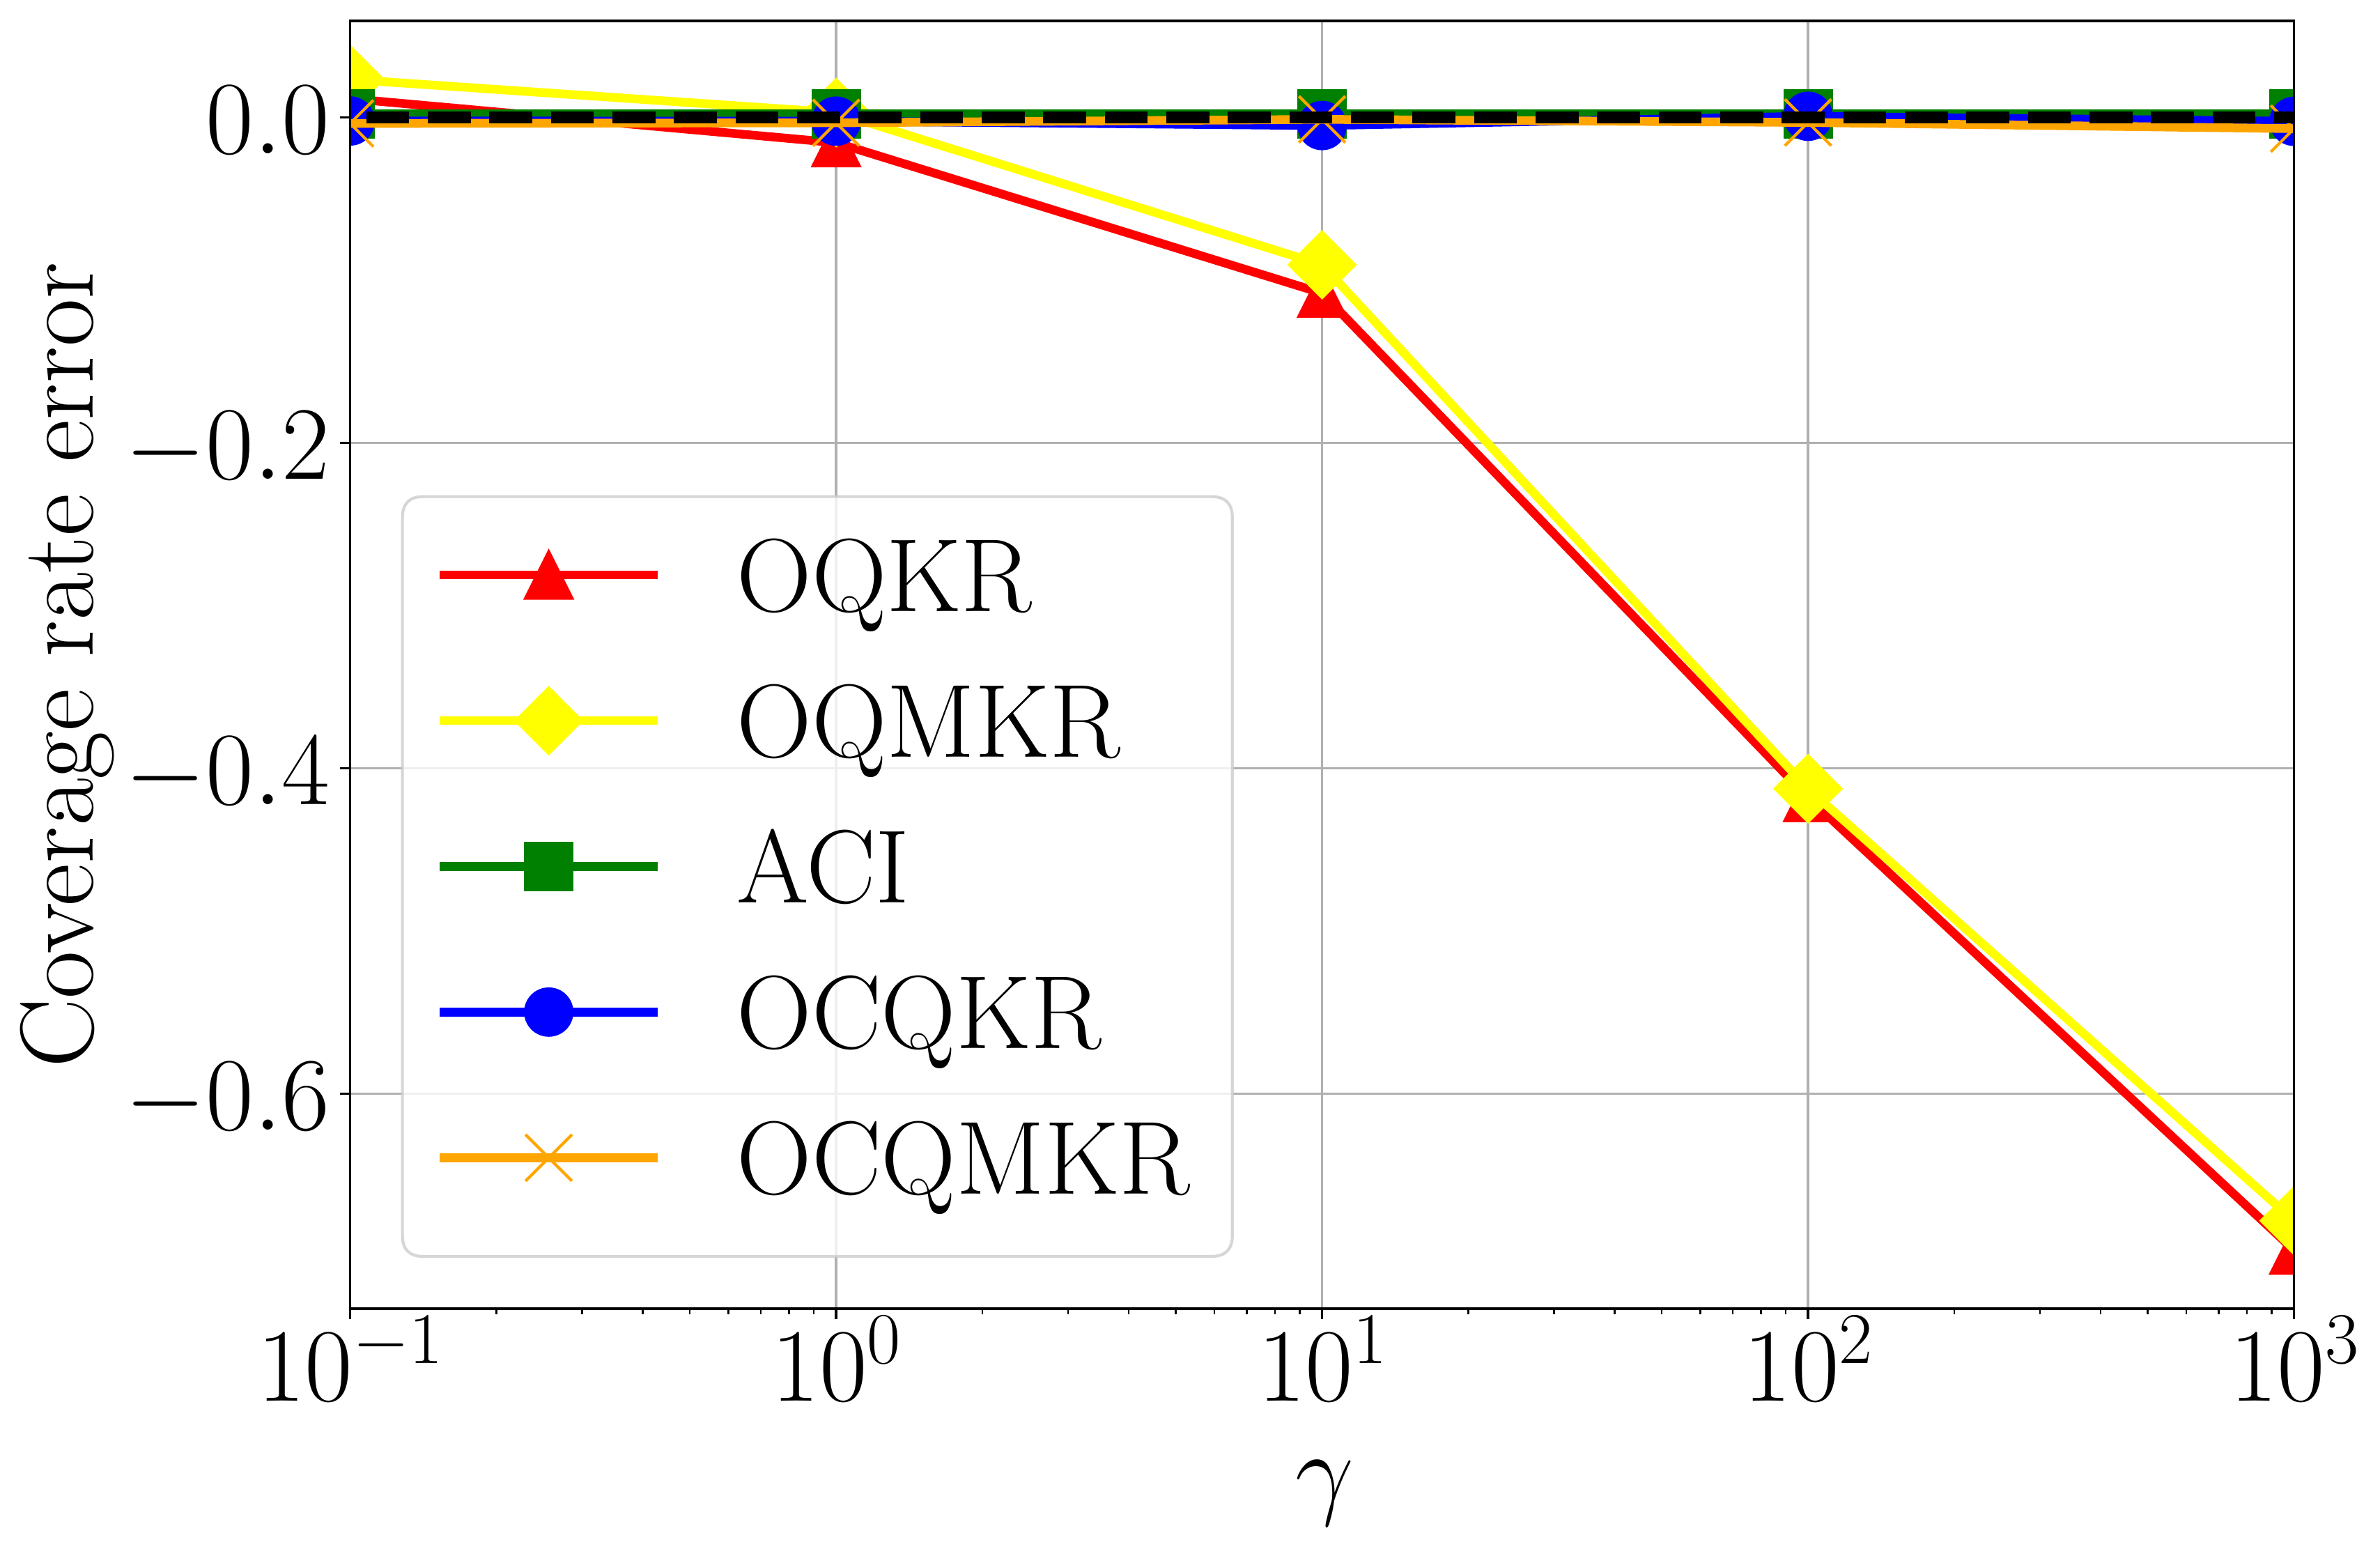 Coverage rate error
0.0
−0.2
−0.4
−0.6
OQKR
OQMKR
ACI
OCQKR
OCQMKR
10⁻¹ 10⁰ 10¹ 10² 10³
γ